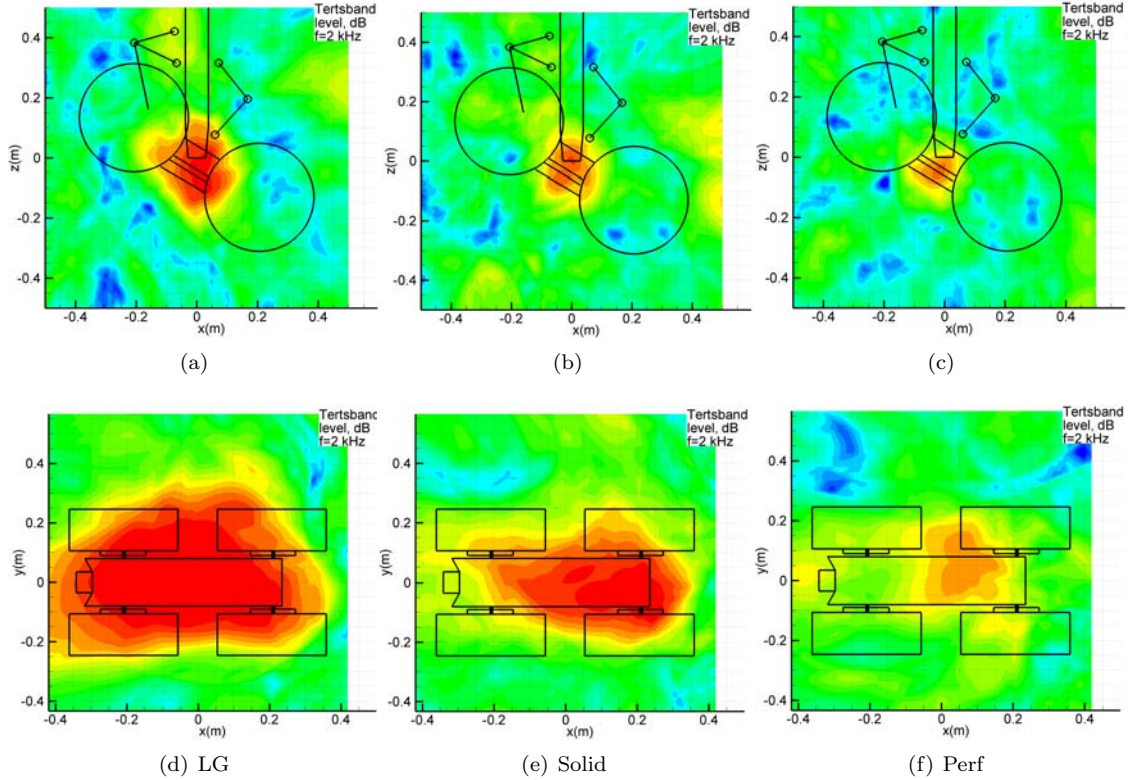 Tertsband
level, dB
f=2 kHz
Tertsband
level, dB
f=2 kHz
Tertsband
level, dB
f=2 kHz
0.4
0.2
0
-0.2
-0.4
z(m)
0.4
0.2
0
-0.2
-0.4
z(m)
0.4
0.2
0
-0.2
-0.4
z(m)
-0.4 -0.2 0 0.2 0.4
x(m)
-0.4 -0.2 0 0.2 0.4
x(m)
-0.4 -0.2 0 0.2 0.4
x(m)
(a)
(b)
(c)
Tertsband
level, dB
f=2 kHz
Tertsband
level, dB
f=2 kHz
Tertsband
level, dB
f=2 kHz
0.4
0.2
0
-0.2
-0.4
y(m)
0.4
0.2
0
-0.2
-0.4
y(m)
0.4
0.2
0
-0.2
-0.4
y(m)
-0.4 -0.2 0 0.2 0.4
x(m)
-0.4 -0.2 0 0.2 0.4
x(m)
-0.4 -0.2 0 0.2 0.4
x(m)
(d) LG
(e) Solid
(f) Perf